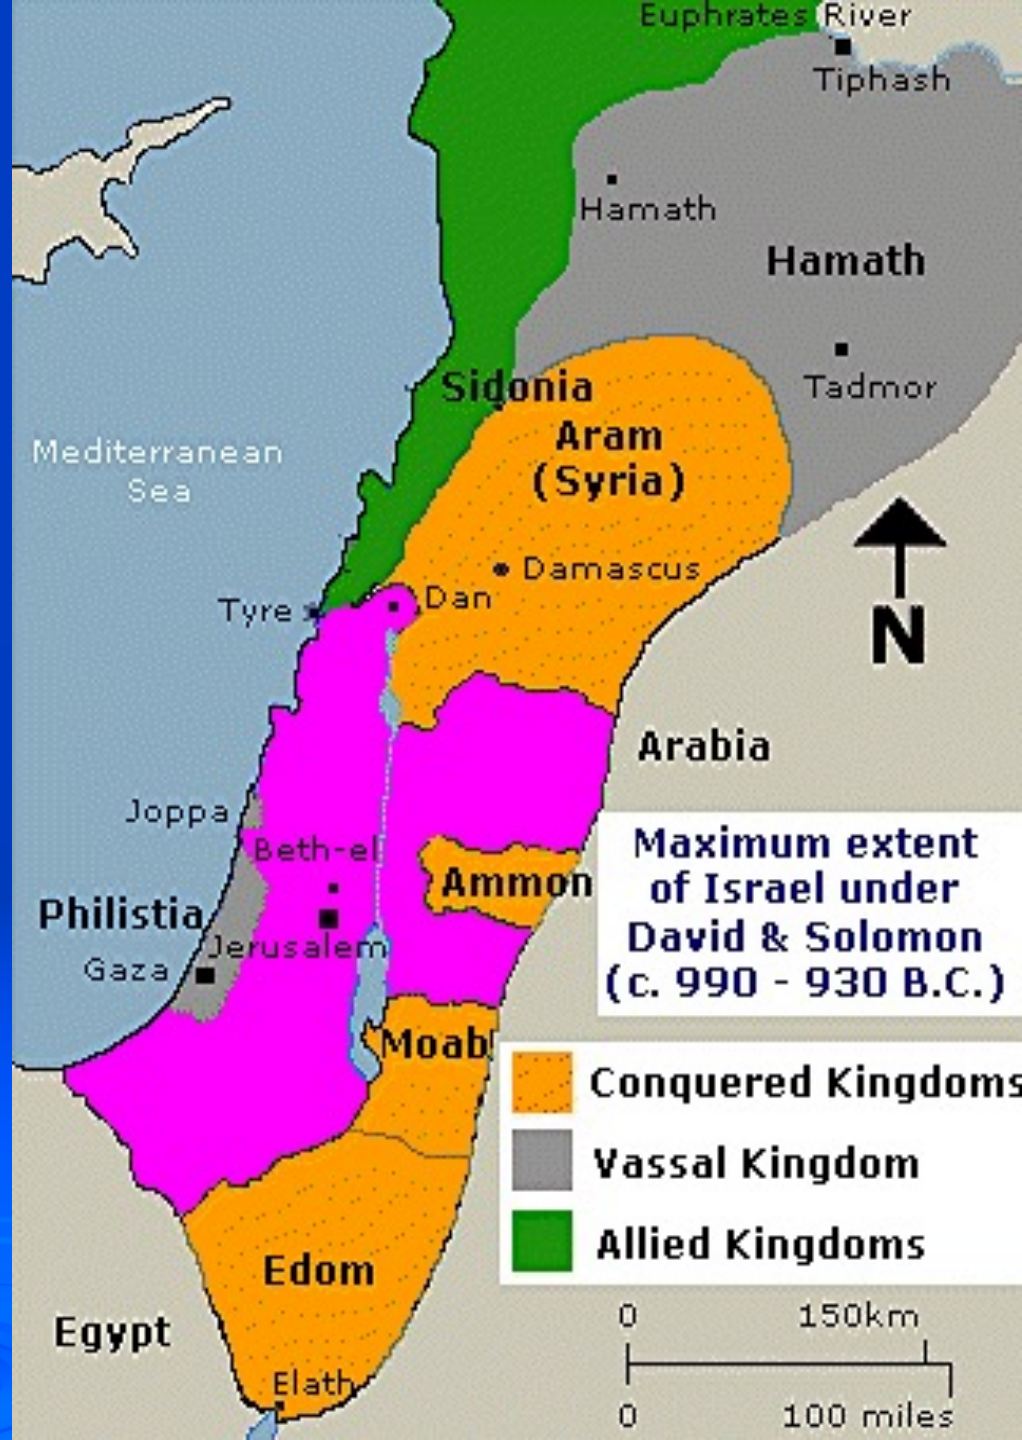 Euphrates River
Tiphash
Hamath
Hamath
Tadmor
Sidonia
Aram
(Syria)
Mediterranean
Sea
Damascus
Dan
Tyre
N
Arabia
Joppa
Beth-el
Ammon
Philistia
Jerusalem
Gaza
Maximum extent
of Israel under
David & Solomon
(c. 990 - 930 B.C.)
Moab
Conquered Kingdoms
Vassal Kingdom
Allied Kingdoms
Edom
Egypt
Elath
0 150km
0 100 miles